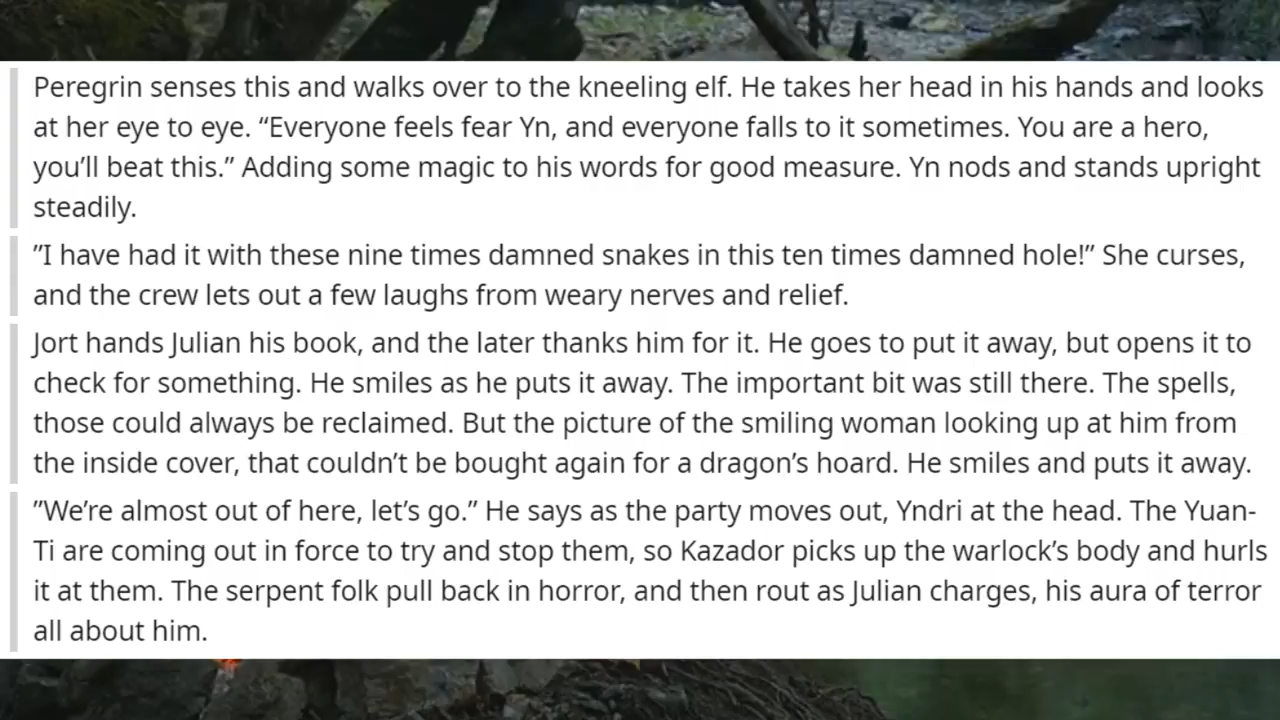 Peregrin senses this and walks over to the kneeling elf. He takes her head in his hands and looks
at her eye to eye. “Everyone feels fear Yn, and everyone falls to it sometimes. You are a hero,
you’ll beat this.” Adding some magic to his words for good measure. Yn nods and stands upright
steadily.
”I have had it with these nine times damned snakes in this ten times damned hole!” She curses,
and the crew lets out a few laughs from weary nerves and relief.
Jort hands Julian his book, and the later thanks him for it. He goes to put it away, but opens it to
check for something. He smiles as he puts it away. The important bit was still there. The spells,
those could always be reclaimed. But the picture of the smiling woman looking up at him from
the inside cover, that couldn’t be bought again for a dragon’s hoard. He smiles and puts it away.
”We’re almost out of here, let’s go.” He says as the party moves out, Yndri at the head. The Yuan-
Ti are coming out in force to try and stop them, so Kazador picks up the warlock’s body and hurls
it at them. The serpent folk pull back in horror, and then rout as Julian charges, his aura of terror
all about him.